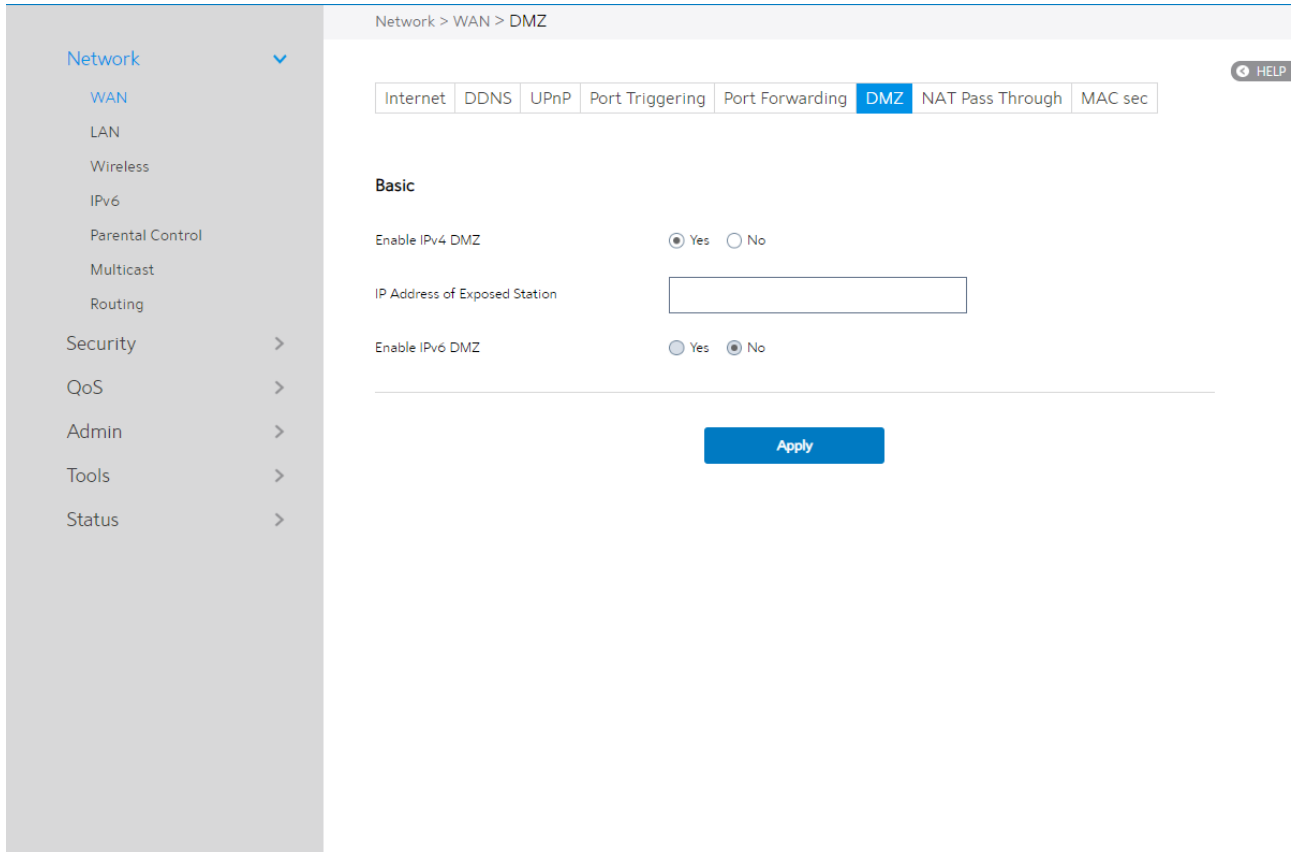 Network > WAN > DMZ
Network
WAN
LAN
Wireless
IPv6
Parental Control
Multicast
Routing
Security
QoS
Admin
Tools
Status
HELP
Internet DDNS UPnP Port Triggering Port Forwarding DMZ NAT Pass Through MAC sec
Basic
Enable IPv4 DMZ Yes No
IP Address of Exposed Station
Enable IPv6 DMZ Yes No
Apply